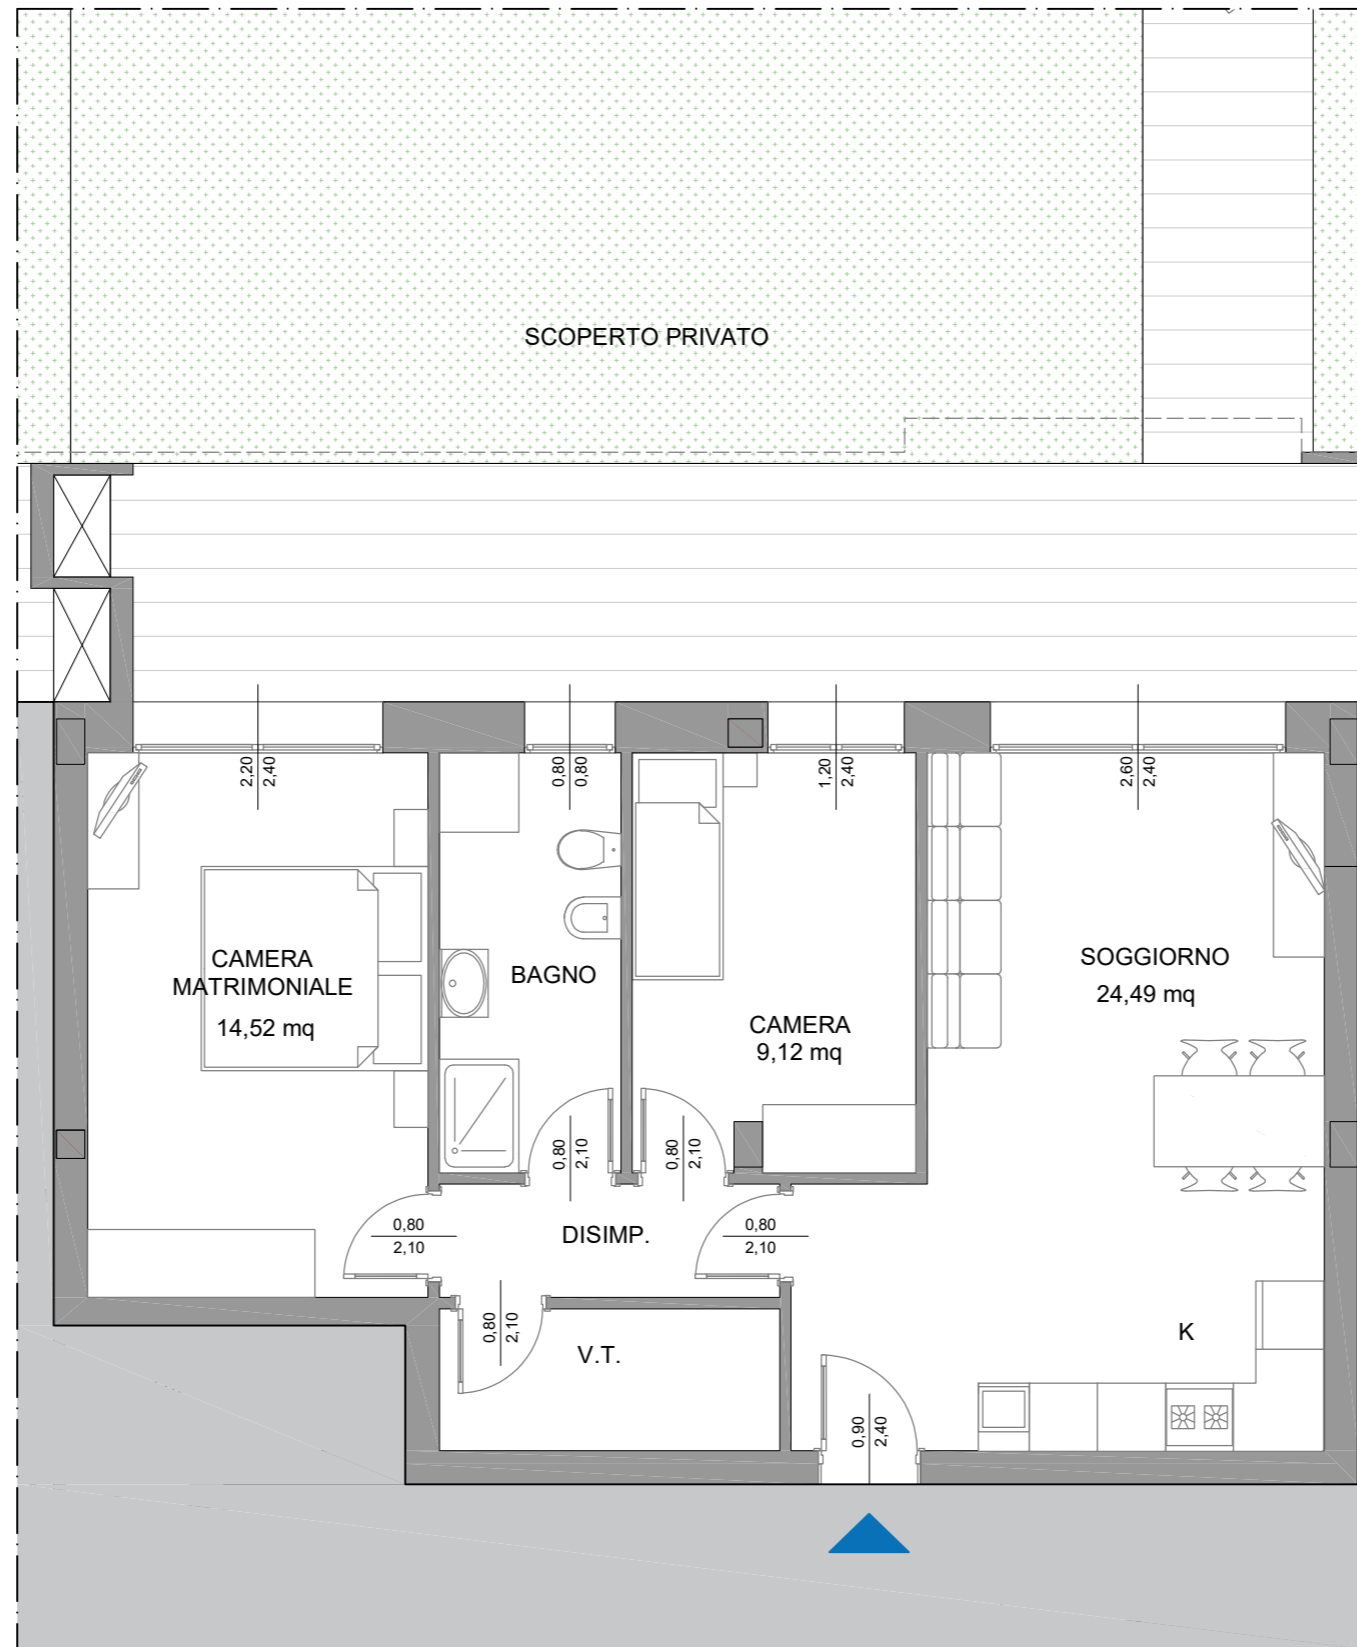 SCOPERTO PRIVATO
2,20
2,40
0,80
0,80
1,20
2,40
2,60
2,40
CAMERA
MATRIMONIALE
14,52 mq
BAGNO
CAMERA
9,12 mq
SOGGIORNO
24,49 mq
0,80
2,10
0,80
2,10
0,80
2,10
DISIMP.
0,80
2,10
0,80
2,10
V.T.
K
0,90
2,40